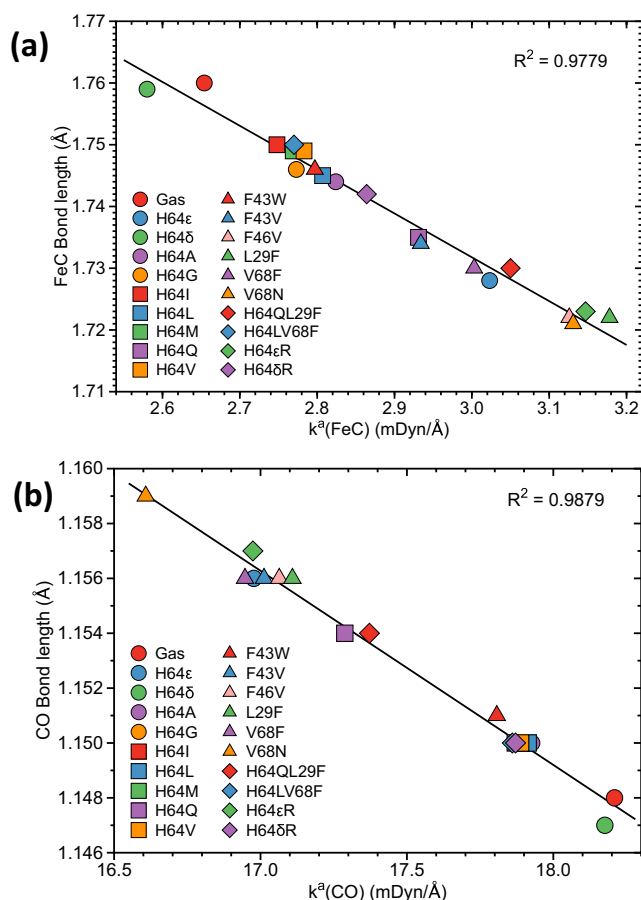 (a)
R² = 0.9779
FeC Bond length (Å)
1.77
1.76
1.75
1.74
1.73
1.72
1.71
Gas
H64ε
H64δ
H64A
H64G
H64I
H64L
H64M
H64Q
H64V
F43W
F43V
F46V
L29F
V68F
V68N
H64QL29F
H64LV68F
H64εR
H64δR
2.6 2.7 2.8 2.9 3.0 3.1 3.2
kᵃ(FeC) (mDyn/Å)
(b)
R² = 0.9879
CO Bond length (Å)
1.160
1.158
1.156
1.154
1.152
1.150
1.148
1.146
Gas
H64ε
H64δ
H64A
H64G
H64I
H64L
H64M
H64Q
H64V
F43W
F43V
F46V
L29F
V68F
V68N
H64QL29F
H64LV68F
H64εR
H64δR
16.5 17.0 17.5 18.0
kᵃ(CO) (mDyn/Å)